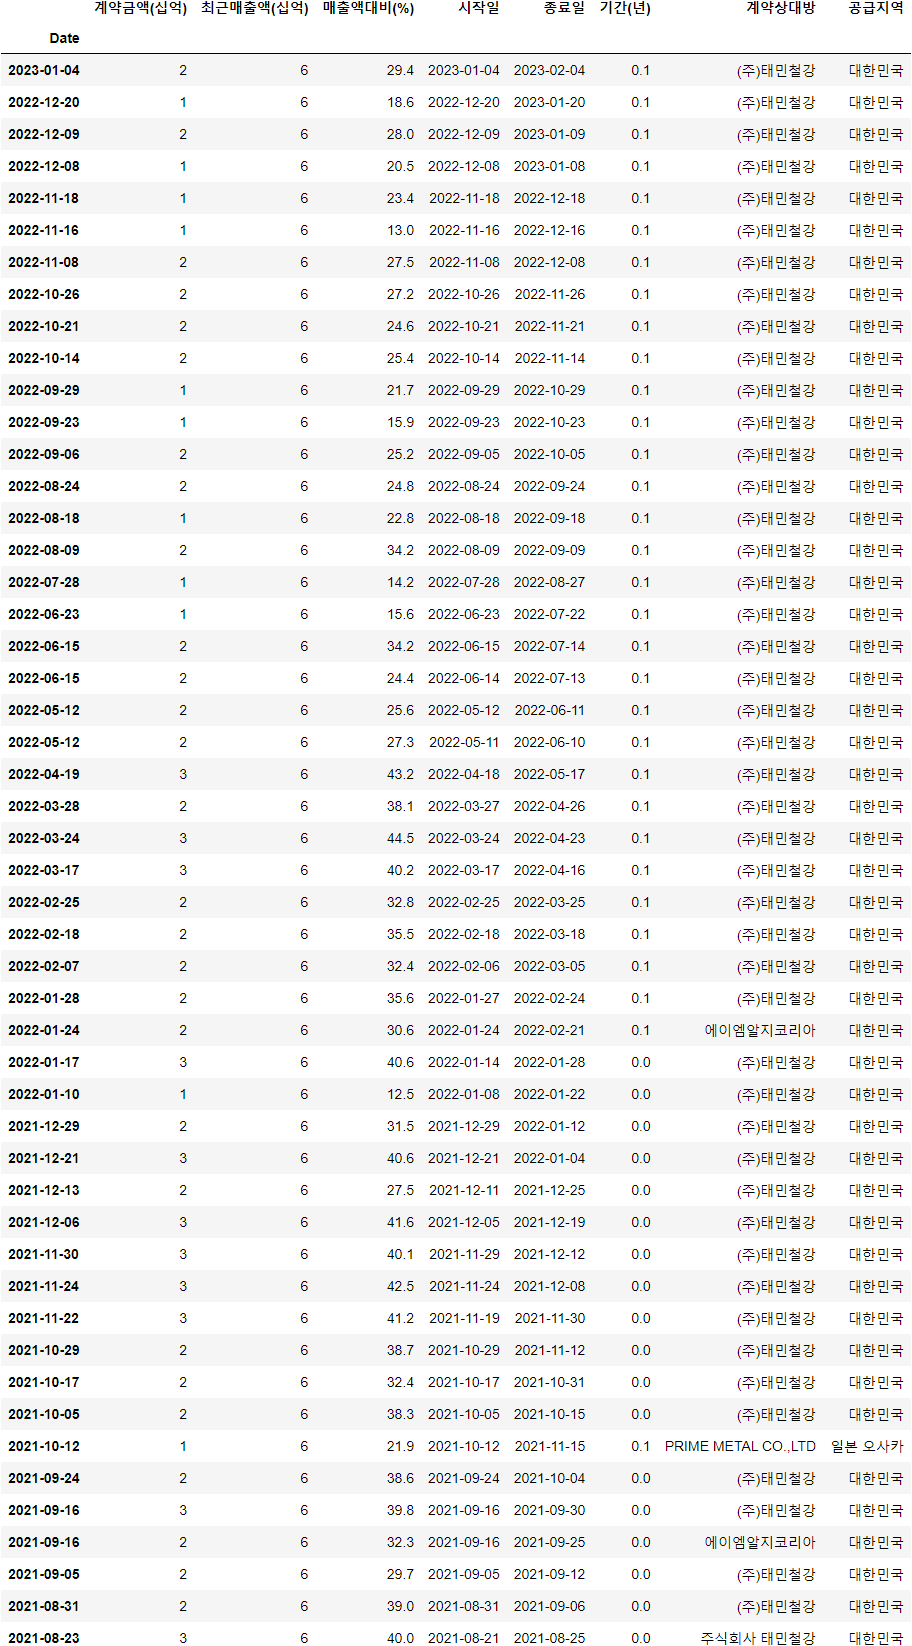 계약금액(십억) 최근매출액(십억) 매출액대비(%) 시작일 종료일 기간(년) 계약상대방 공급지역
Date
2023-01-04 2 6 29.4 2023-01-04 2023-02-04 0.1 (주)태민철강 대한민국
2022-12-20 1 6 18.6 2022-12-20 2023-01-20 0.1 (주)태민철강 대한민국
2022-12-09 2 6 28.0 2022-12-09 2023-01-09 0.1 (주)태민철강 대한민국
2022-12-08 1 6 20.5 2022-12-08 2023-01-08 0.1 (주)태민철강 대한민국
2022-11-18 1 6 23.4 2022-11-18 2022-12-18 0.1 (주)태민철강 대한민국
2022-11-16 1 6 13.0 2022-11-16 2022-12-16 0.1 (주)태민철강 대한민국
2022-11-08 2 6 27.5 2022-11-08 2022-12-08 0.1 (주)태민철강 대한민국
2022-10-26 2 6 27.2 2022-10-26 2022-11-26 0.1 (주)태민철강 대한민국
2022-10-21 2 6 24.6 2022-10-21 2022-11-21 0.1 (주)태민철강 대한민국
2022-10-14 2 6 25.4 2022-10-14 2022-11-14 0.1 (주)태민철강 대한민국
2022-09-29 1 6 21.7 2022-09-29 2022-10-29 0.1 (주)태민철강 대한민국
2022-09-23 1 6 15.9 2022-09-23 2022-10-23 0.1 (주)태민철강 대한민국
2022-09-06 2 6 25.2 2022-09-05 2022-10-05 0.1 (주)태민철강 대한민국
2022-08-24 2 6 24.8 2022-08-24 2022-09-24 0.1 (주)태민철강 대한민국
2022-08-18 1 6 22.8 2022-08-18 2022-09-18 0.1 (주)태민철강 대한민국
2022-08-09 2 6 34.2 2022-08-09 2022-09-09 0.1 (주)태민철강 대한민국
2022-07-28 1 6 14.2 2022-07-28 2022-08-27 0.1 (주)태민철강 대한민국
2022-06-23 1 6 15.6 2022-06-23 2022-07-22 0.1 (주)태민철강 대한민국
2022-06-15 2 6 34.2 2022-06-15 2022-07-14 0.1 (주)태민철강 대한민국
2022-06-15 2 6 24.4 2022-06-14 2022-07-13 0.1 (주)태민철강 대한민국
2022-05-12 2 6 25.6 2022-05-12 2022-06-11 0.1 (주)태민철강 대한민국
2022-05-12 2 6 27.3 2022-05-11 2022-06-10 0.1 (주)태민철강 대한민국
2022-04-19 3 6 43.2 2022-04-18 2022-05-17 0.1 (주)태민철강 대한민국
2022-03-28 2 6 38.1 2022-03-27 2022-04-26 0.1 (주)태민철강 대한민국
2022-03-24 3 6 44.5 2022-03-24 2022-04-23 0.1 (주)태민철강 대한민국
2022-03-17 3 6 40.2 2022-03-17 2022-04-16 0.1 (주)태민철강 대한민국
2022-02-25 2 6 32.8 2022-02-25 2022-03-25 0.1 (주)태민철강 대한민국
2022-02-18 2 6 35.5 2022-02-18 2022-03-18 0.1 (주)태민철강 대한민국
2022-02-07 2 6 32.4 2022-02-06 2022-03-05 0.1 (주)태민철강 대한민국
2022-01-28 2 6 35.6 2022-01-27 2022-02-24 0.1 (주)태민철강 대한민국
2022-01-24 2 6 30.6 2022-01-24 2022-02-21 0.1 에이엠알지코리아 대한민국
2022-01-17 3 6 40.6 2022-01-14 2022-01-28 0.0 (주)태민철강 대한민국
2022-01-10 1 6 12.5 2022-01-08 2022-01-22 0.0 (주)태민철강 대한민국
2021-12-29 2 6 31.5 2021-12-29 2022-01-12 0.0 (주)태민철강 대한민국
2021-12-21 3 6 40.6 2021-12-21 2022-01-04 0.0 (주)태민철강 대한민국
2021-12-13 2 6 27.5 2021-12-11 2021-12-25 0.0 (주)태민철강 대한민국
2021-12-06 3 6 41.6 2021-12-05 2021-12-19 0.0 (주)태민철강 대한민국
2021-11-30 3 6 40.1 2021-11-29 2021-12-12 0.0 (주)태민철강 대한민국
2021-11-24 3 6 42.5 2021-11-24 2021-12-08 0.0 (주)태민철강 대한민국
2021-11-22 3 6 41.2 2021-11-19 2021-11-30 0.0 (주)태민철강 대한민국
2021-10-29 2 6 38.7 2021-10-29 2021-11-12 0.0 (주)태민철강 대한민국
2021-10-17 2 6 32.4 2021-10-17 2021-10-31 0.0 (주)태민철강 대한민국
2021-10-05 2 6 38.3 2021-10-05 2021-10-15 0.0 (주)태민철강 대한민국
2021-10-12 1 6 21.9 2021-10-12 2021-11-15 0.1 PRIME METAL CO.,LTD 일본 오사카
2021-09-24 2 6 38.6 2021-09-24 2021-10-04 0.0 (주)태민철강 대한민국
2021-09-16 3 6 39.8 2021-09-16 2021-09-30 0.0 (주)태민철강 대한민국
2021-09-16 2 6 32.3 2021-09-16 2021-09-25 0.0 에이엠알지코리아 대한민국
2021-09-05 2 6 29.7 2021-09-05 2021-09-12 0.0 (주)태민철강 대한민국
2021-08-31 2 6 39.0 2021-08-31 2021-09-06 0.0 (주)태민철강 대한민국
2021-08-23 3 6 40.0 2021-08-21 2021-08-25 0.0 주식회사 태민철강 대한민국